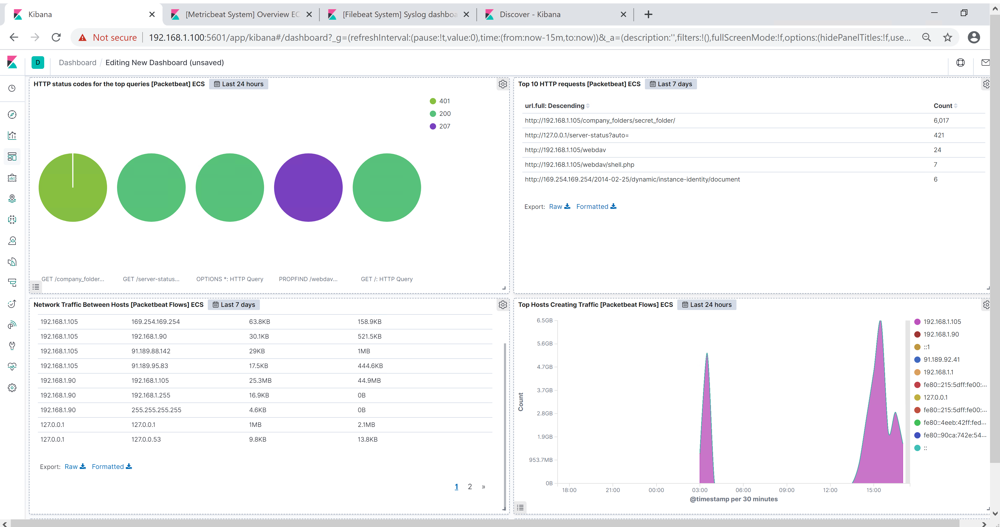 Kibana
[Metricbeat System] Overview EC
[Filebeat System] Syslog dashboa
Discover - Kibana
Not secure
192.168.1.100:5601/app/kibana#/dashboard?_g=(refreshInterval:(pause:!t,value:0),time:(from:now-15m,to:now))&_a=(description:'',filters:!(),fullScreenMode:!f,options:(hidePanelTitles:!f,use...
D
Dashboard / Editing New Dashboard (unsaved)
HTTP status codes for the top queries [Packetbeat] ECS
Last 24 hours
401
200
207
GET /company_folder...
GET /server-status...
OPTIONS *: HTTP Query
PROPFIND /webdav...
GET /: HTTP Query
Top 10 HTTP requests [Packetbeat] ECS
Last 7 days
url.full: Descending Count
http://192.168.1.105/company_folders/secret_folder/ 6,017
http://127.0.0.1/server-status?auto= 421
http://192.168.1.105/webdav 24
http://192.168.1.105/webdav/shell.php 7
http://169.254.169.254/2014-02-25/dynamic/instance-identity/document 6
Export: Raw Formatted
Network Traffic Between Hosts [Packetbeat Flows] ECS
Last 7 days
192.168.1.105 169.254.169.254 63.8KB 158.9KB
192.168.1.105 192.168.1.90 30.1KB 521.5KB
192.168.1.105 91.189.88.142 29KB 1MB
192.168.1.105 91.189.95.83 17.5KB 444.6KB
192.168.1.90 192.168.1.105 25.3MB 44.9MB
192.168.1.90 192.168.1.255 16.9KB 0B
192.168.1.90 255.255.255.255 4.6KB 0B
127.0.0.1 127.0.0.1 1MB 2.1MB
127.0.0.1 127.0.0.53 9.8KB 13.8KB
Export: Raw Formatted
1 2 »
Top Hosts Creating Traffic [Packetbeat Flows] ECS
Last 24 hours
6.5GB
5.6GB
4.7GB
3.7GB
2.8GB
1.9GB
953.7MB
0B
Count
18:00 21:00 00:00 03:00 06:00 09:00 12:00 15:00
@timestamp per 30 minutes
192.168.1.105
192.168.1.90
::1
91.189.92.41
192.168.1.1
fe80::215:5dff:fe00:...
127.0.0.1
fe80::215:5dff:fe00:...
fe80::4eeb:42ff:fed...
fe80::90ca:742e:54...
::